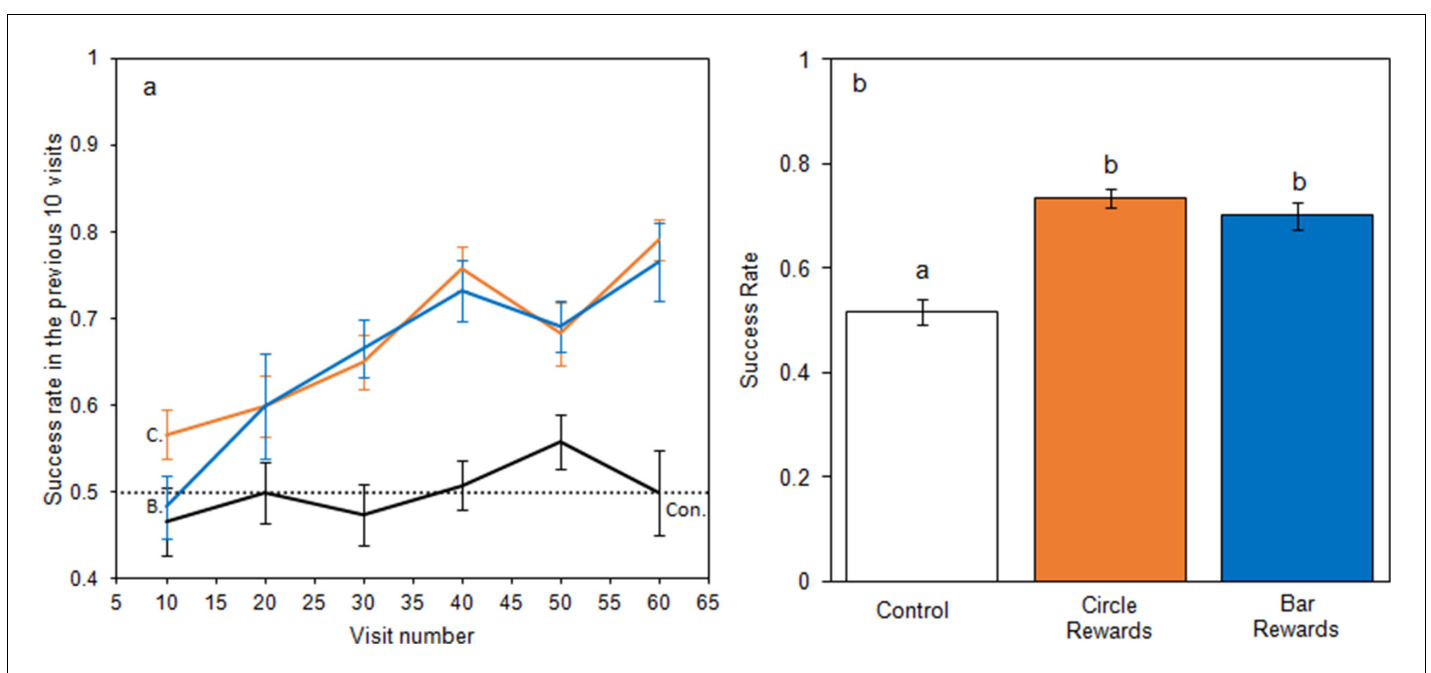 a
Success rate in the previous 10 visits
1
0.9
0.8
0.7
0.6
0.5
0.4
C.
B.
Con.
5 10 15 20 25 30 35 40 45 50 55 60 65
Visit number
b
Success Rate
1
0.8
0.6
0.4
0.2
0
a
b
b
Control
Circle
Rewards
Bar
Rewards